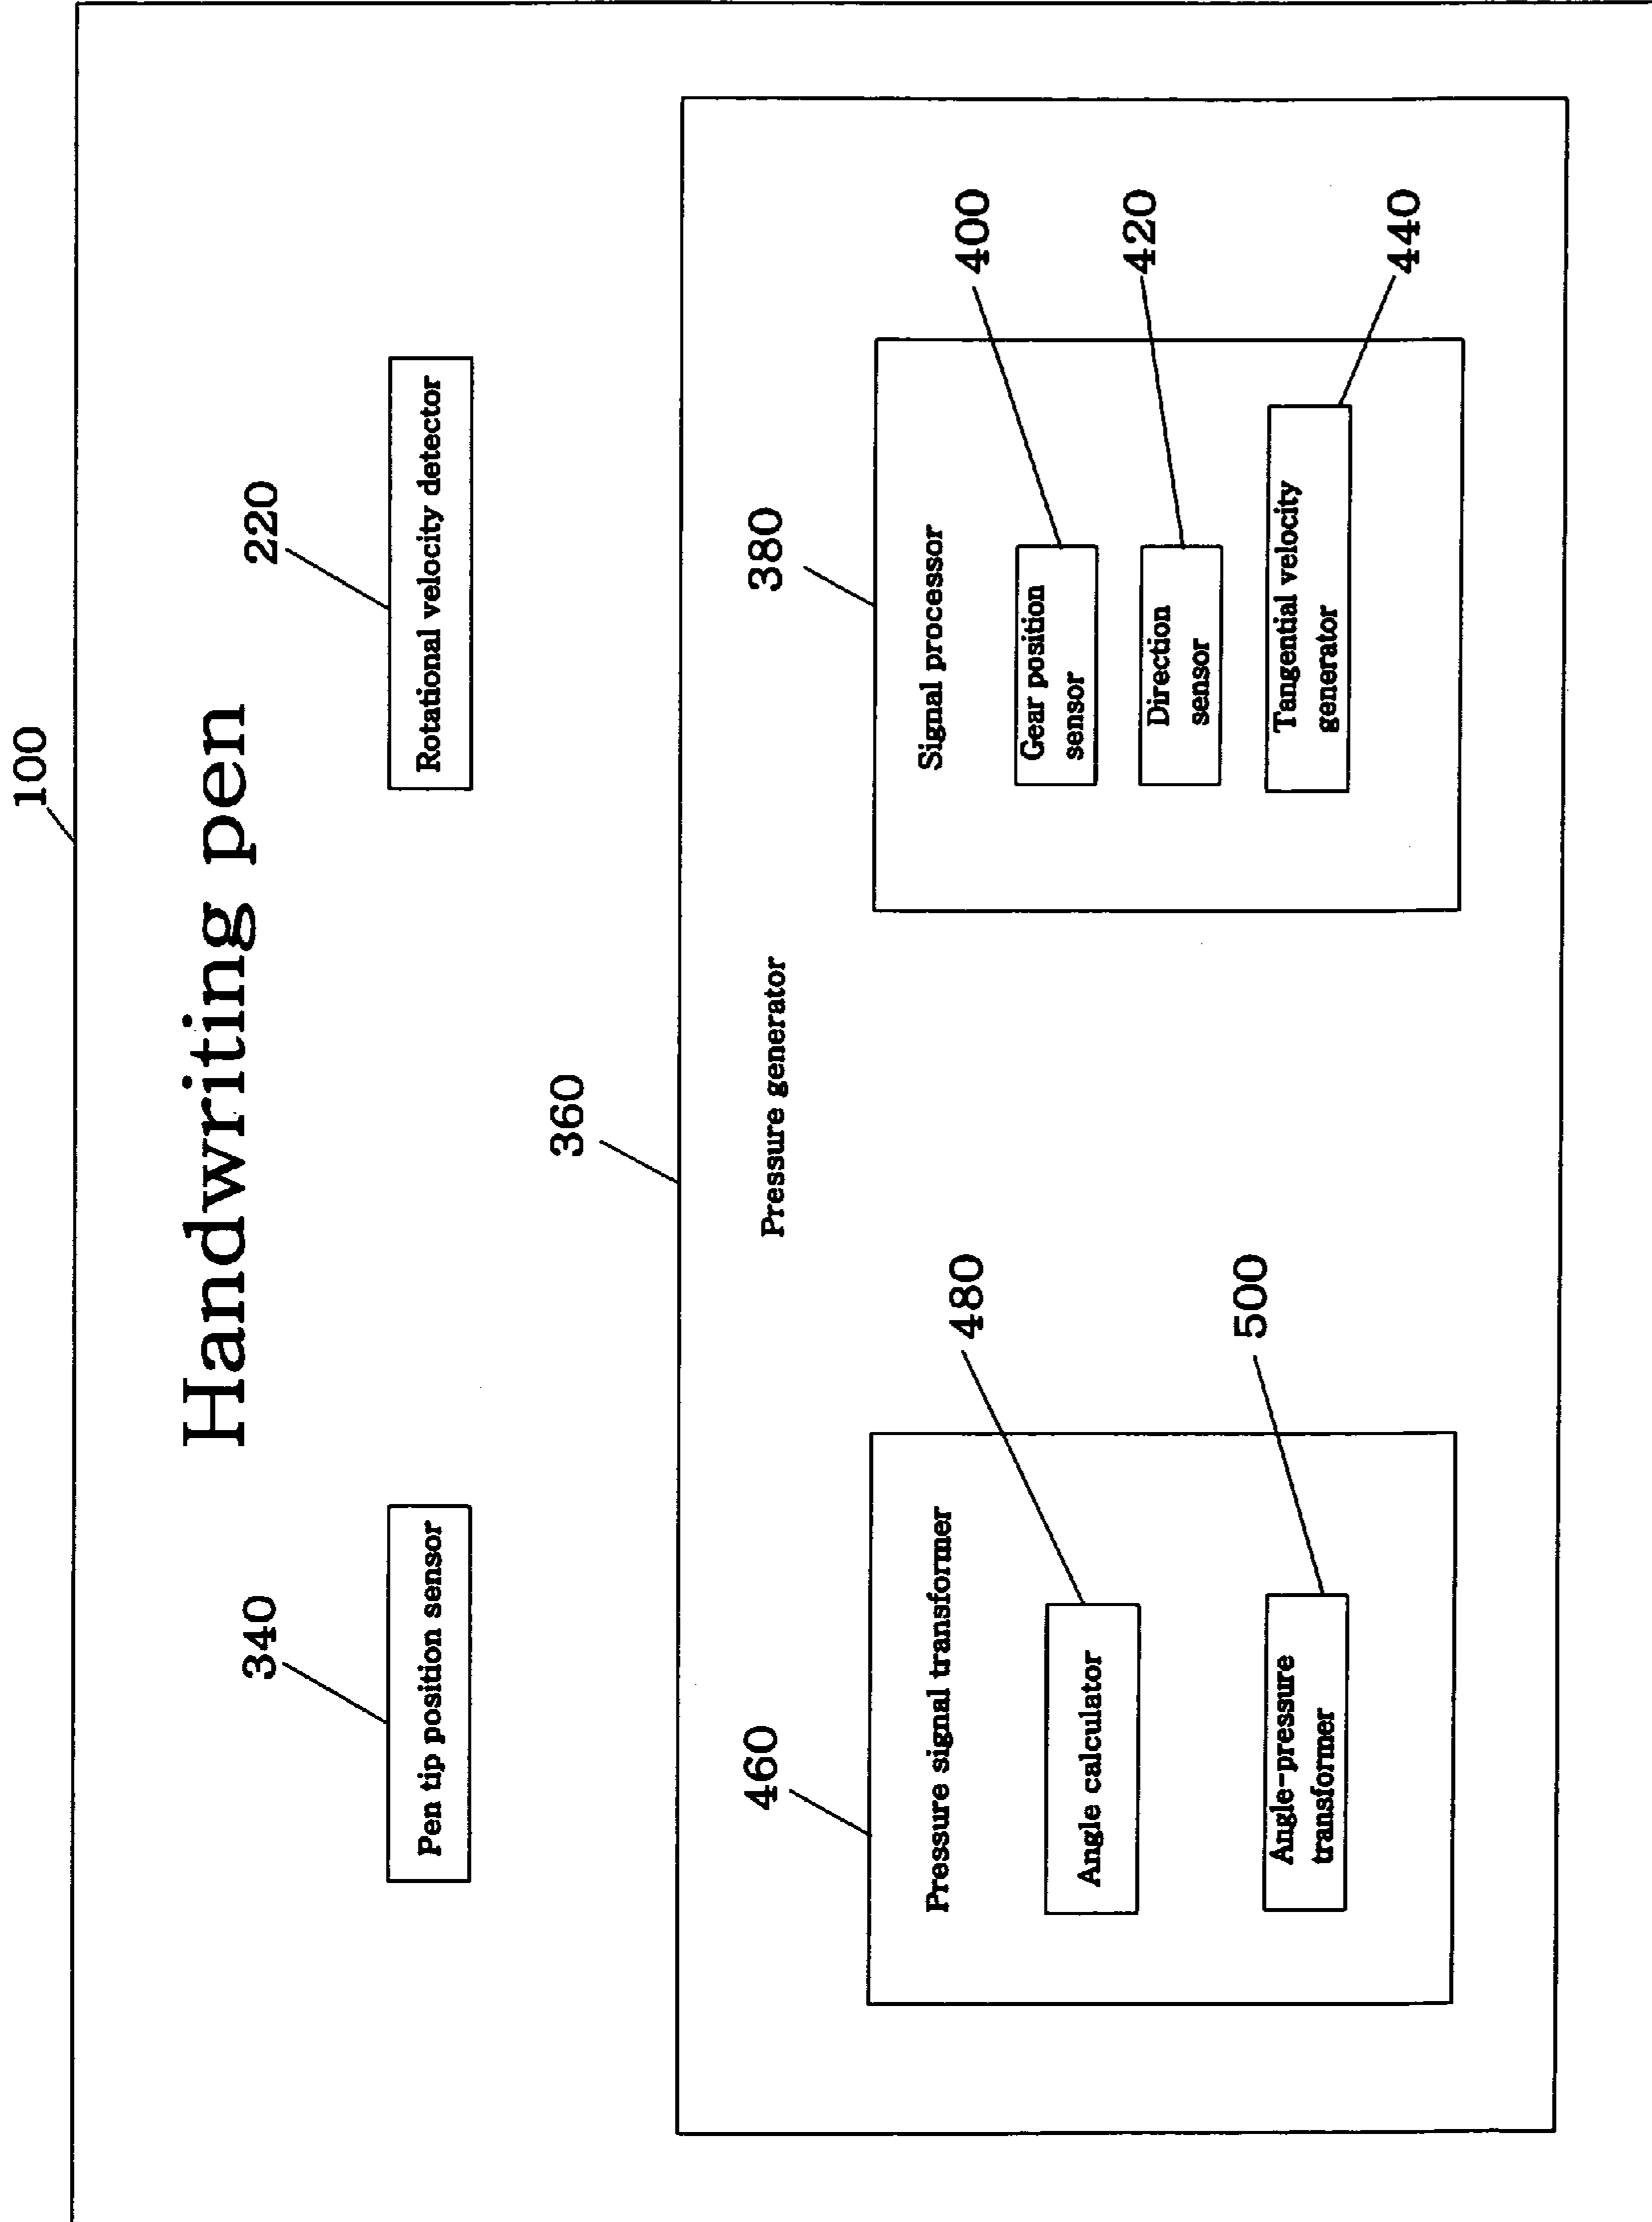 100
Handwriting pen
340
220
Pen tip position sensor
Rotational velocity detector
360
Pressure generator
460
Pressure signal transformer
480
Angle calculator
500
Angle-pressure
transformer
380
Signal processor
400
Gear position
sensor
420
Direction
sensor
440
Tangential velocity
generator